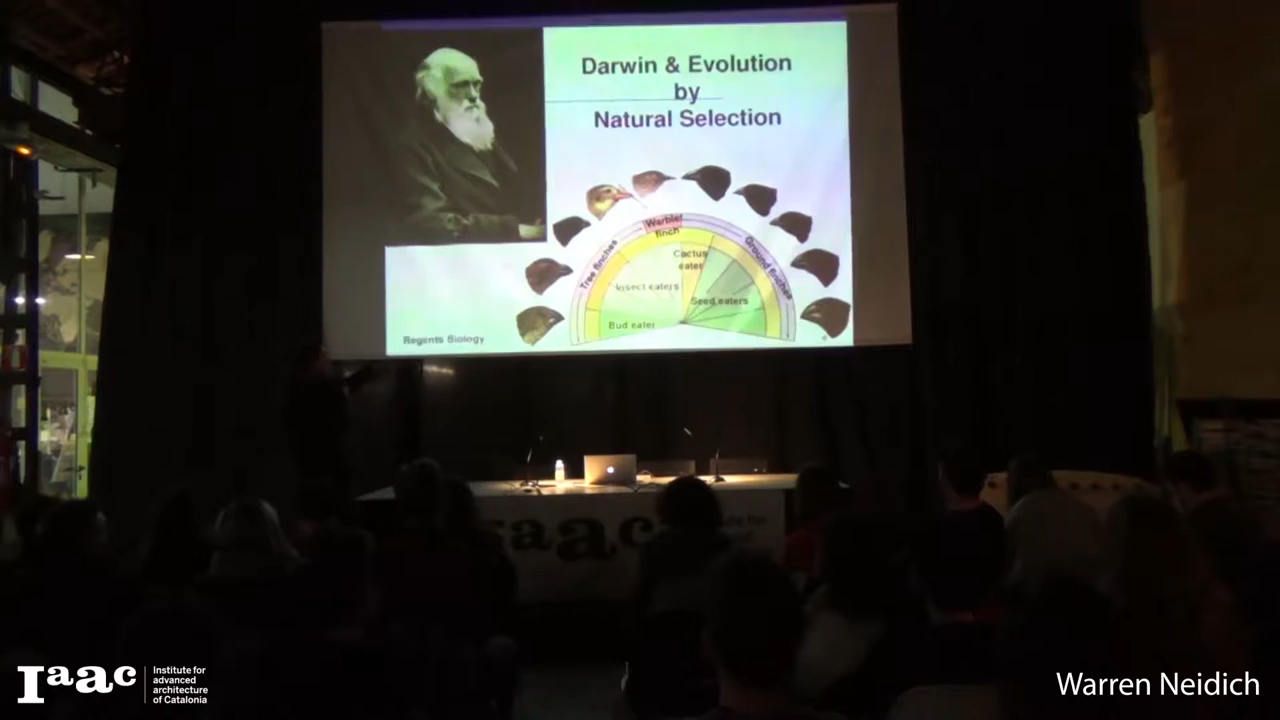 Darwin & Evolution
by
Natural Selection
Warbler
finch
Tree finches
Ground finches
Cactus
eater
Insect eaters
Seed eaters
Bud eater
Regents Biology
Iaac
Iaac
Institute for
advanced
architecture
of Catalonia
Warren Neidich